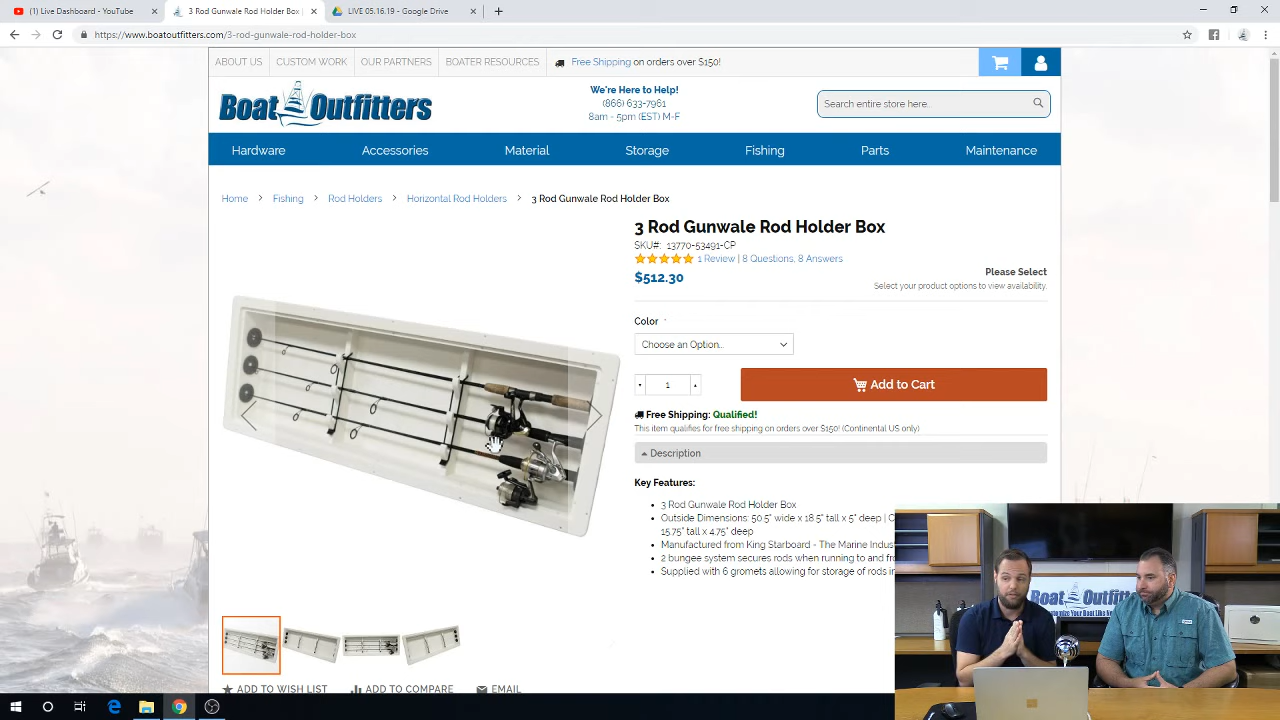 (1) Live Dashboard - YouTube
3 Rod Gunwale Rod Holder Box |
LIVE 05.16.19 - Google Drive
https://www.boatoutfitters.com/3-rod-gunwale-rod-holder-box
ABOUT US
CUSTOM WORK
OUR PARTNERS
BOATER RESOURCES
Free Shipping on orders over $150!
Boat Outfitters
We're Here to Help!
(866) 633-7961
8am - 5pm (EST) M-F
Search entire store here...
Hardware
Accessories
Material
Storage
Fishing
Parts
Maintenance
Home > Fishing > Rod Holders > Horizontal Rod Holders > 3 Rod Gunwale Rod Holder Box
3 Rod Gunwale Rod Holder Box
SKU#: 13770-53491-CP
1 Review | 8 Questions, 8 Answers
$512.30
Please Select
Select your product options to view availability.
Color *
Choose an Option...
1
Add to Cart
Free Shipping: Qualified!
This item qualifies for free shipping on orders over $150! (Continental US only)
Description
Key Features:
3 Rod Gunwale Rod Holder Box
Outside Dimensions: 50.5" wide x 18.5" tall x 5" deep |
15.75" tall x 4.75" deep
Manufactured from King Starboard - The Marine
2 bungee system secures rods when running to and
Supplied with 6 gromets allowing for storage of rods
Boat Outfitters
ADD TO WISH LIST
ADD TO COMPARE
EMAIL